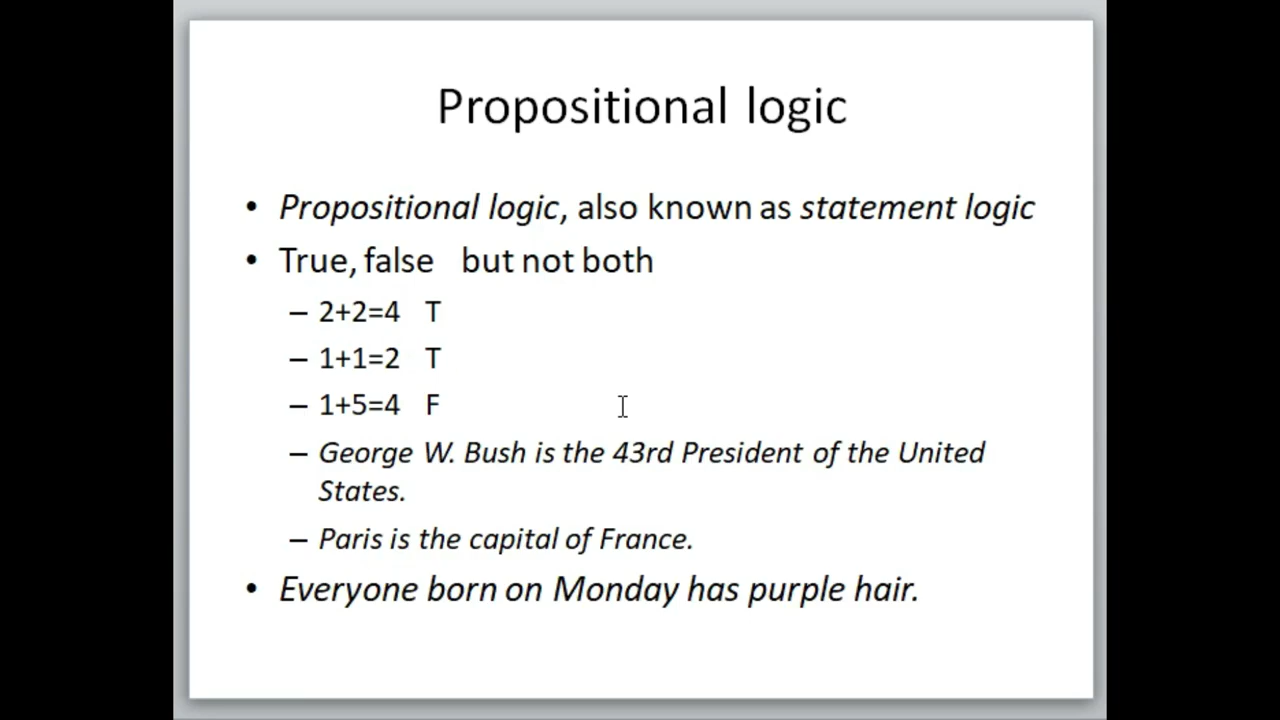 Propositional logic
• Propositional logic, also known as statement logic
• True, false but not both
– 2+2=4 T
– 1+1=2 T
– 1+5=4 F
– George W. Bush is the 43rd President of the United
States.
– Paris is the capital of France.
• Everyone born on Monday has purple hair.